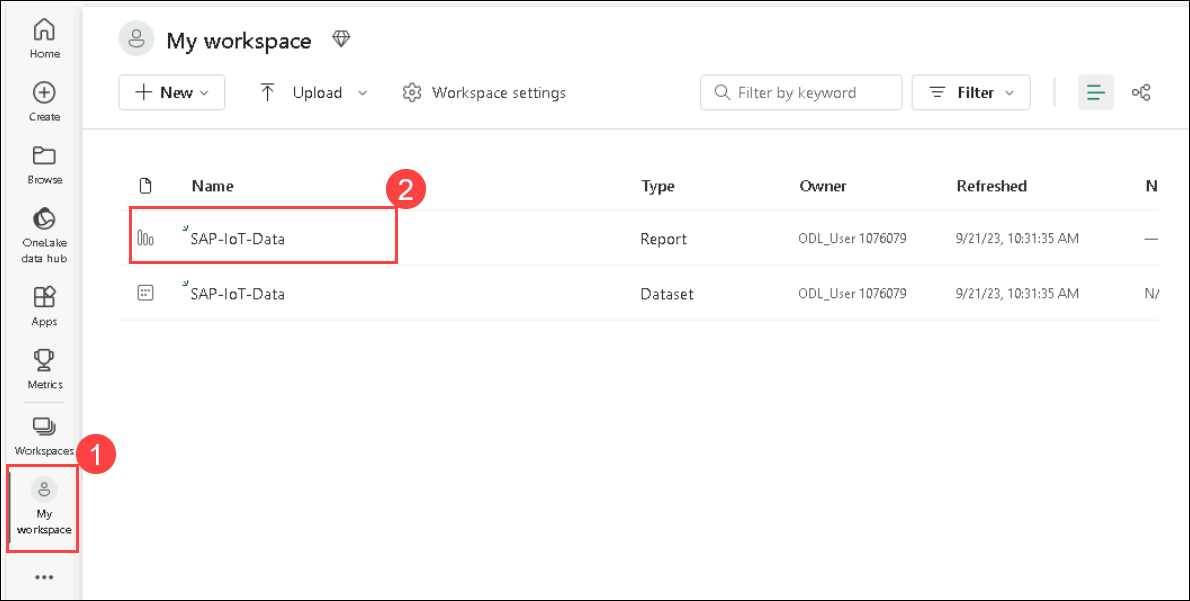 Home
Create
Browse
OneLake
data hub
Apps
Metrics
Workspaces
1
My
workspace
My workspace
New
Upload
Workspace settings
Filter by keyword
Filter
Name
Type
Owner
Refreshed
N
2
SAP-IoT-Data
Report
ODL_User 1076079
9/21/23, 10:31:35 AM
—
SAP-IoT-Data
Dataset
ODL_User 1076079
9/21/23, 10:31:35 AM
N/